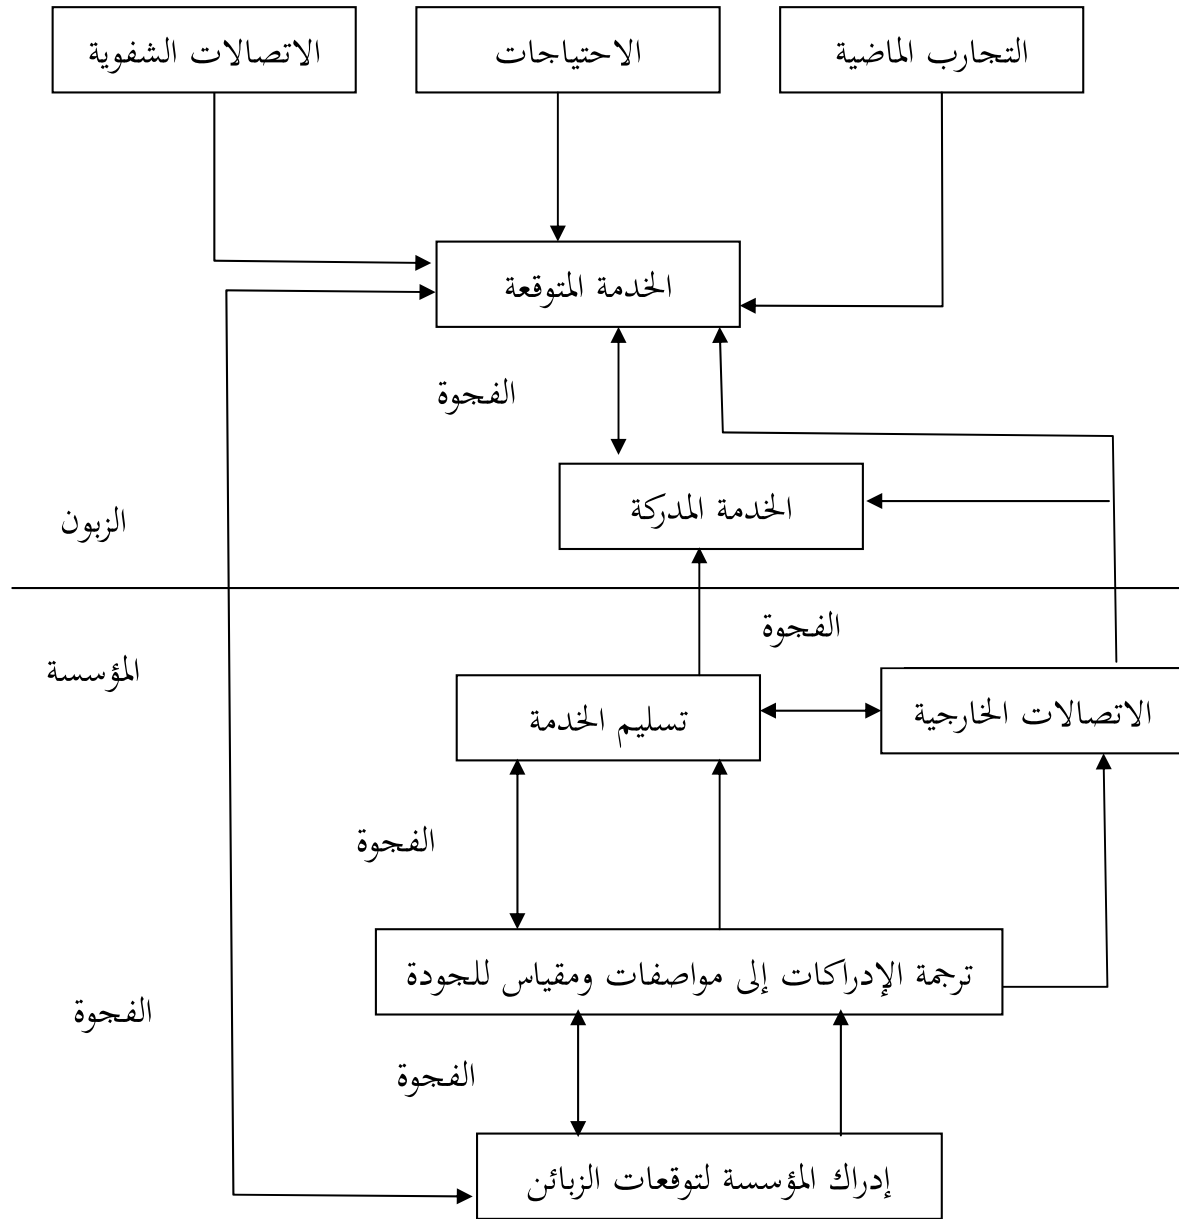 التجارب الماضية
الاحتياجات
الاتصالات الشفوية
الخدمة المتوقعة
الفجوة
الخدمة المدركة
الزبون
الفجوة
المؤسسة
الاتصالات الخارجية
تسليم الخدمة
الفجوة
ترجمة الإدراكات إلى مواصفات ومقياس للجودة
الفجوة
الفجوة
إدراك المؤسسة لتوقعات الزبائن